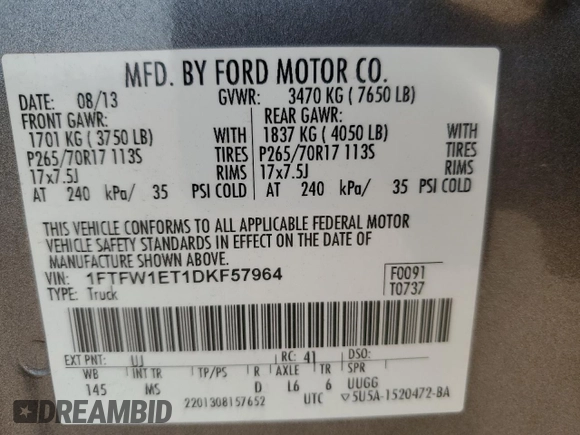 MFD. BY FORD MOTOR CO.
DATE: 08/13 GVWR: 3470 KG ( 7650 LB)
FRONT GAWR: REAR GAWR:
1701 KG ( 3750 LB) WITH 1837 KG ( 4050 LB) WITH
P265/70R17 113S TIRES P265/70R17 113S TIRES
17x7.5J RIMS 17x7.5J RIMS
AT 240 kPa/ 35 PSI COLD AT 240 kPa/ 35 PSI COLD
THIS VEHICLE CONFORMS TO ALL APPLICABLE FEDERAL MOTOR
VEHICLE SAFETY STANDARDS IN EFFECT ON THE DATE OF
MANUFACTURE SHOWN ABOVE.
VIN: 1FTFW1ET1DKF57964 F0091
TYPE: Truck T0737
EXT PNT: UJ RC: 41 DSO:
WB INT TR TP/PS R AXLE TR SPR
145 MS D L6 6 UUGG
2201308157652 UTC 5U5A-1520472-BA
DREAMBID